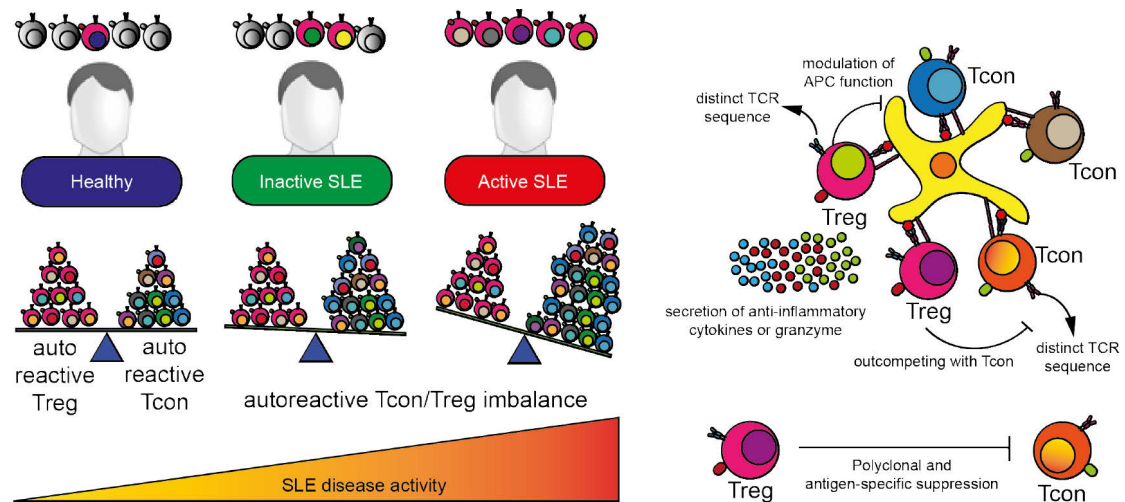 Healthy
Inactive SLE
Active SLE
auto
reactive
Treg
auto
reactive
Tcon
autoreactive Tcon/Treg imbalance
SLE disease activity
modulation of
APC function
distinct TCR
sequence
Tcon
Tcon
Treg
Tcon
Treg
secretion of anti-inflammatory
cytokines or granzyme
outcompeting with Tcon
distinct TCR
sequence
Treg
Polyclonal and
antigen-specific suppression
Tcon